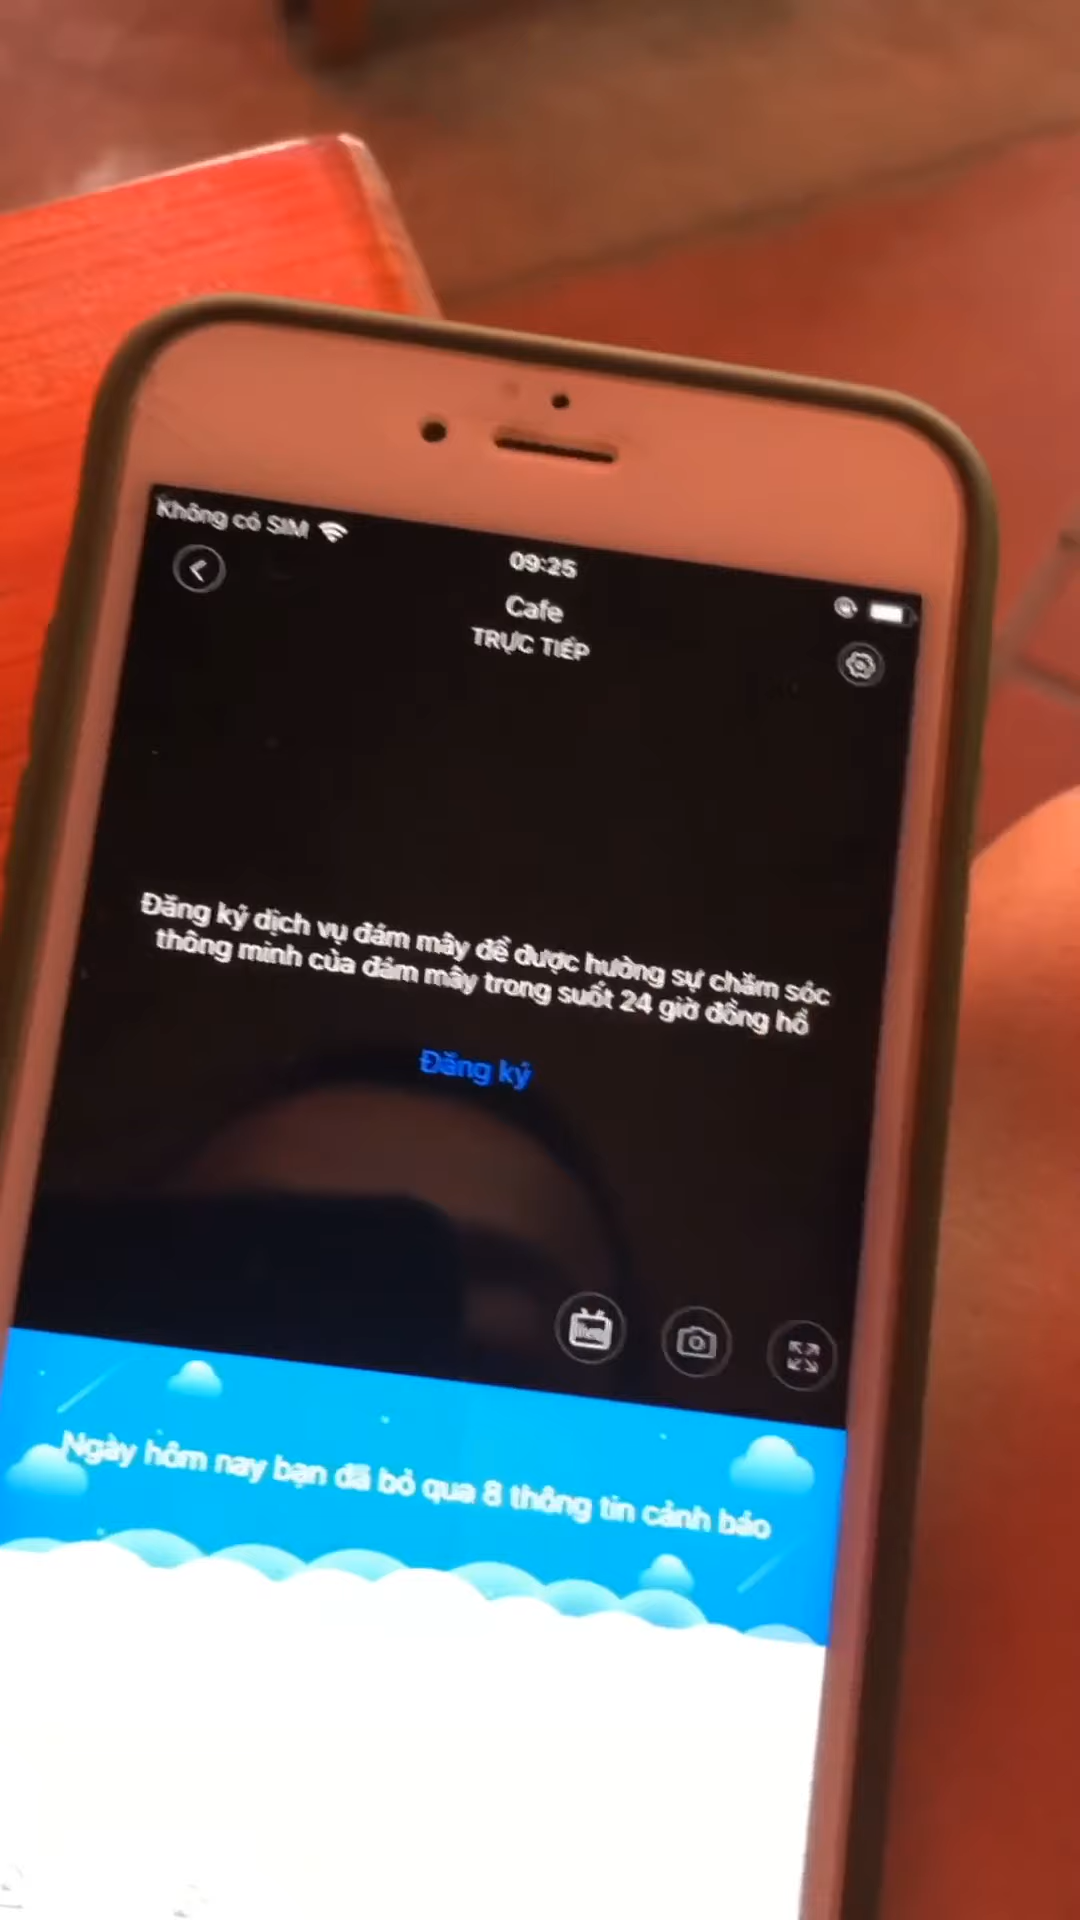 Không có SIM
09:25
Cafe
TRỰC TIẾP
Đăng ký dịch vụ đám mây để được hưởng sự chăm sóc
thông minh của đám mây trong suốt 24 giờ đồng hồ
Đăng ký
Ngày hôm nay bạn đã bỏ qua 8 thông tin cảnh báo